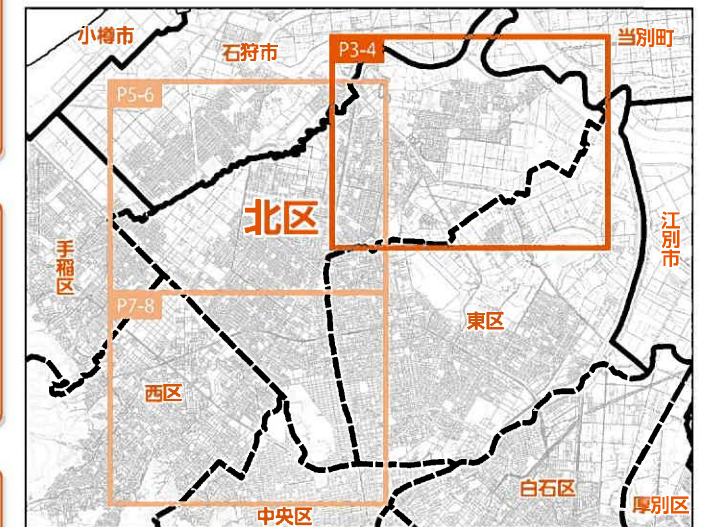 小樽市
石狩市
当別町
P3-4
P5-6
北区
手稲区
江別市
P7-8
東区
西区
白石区
中央区
厚別区